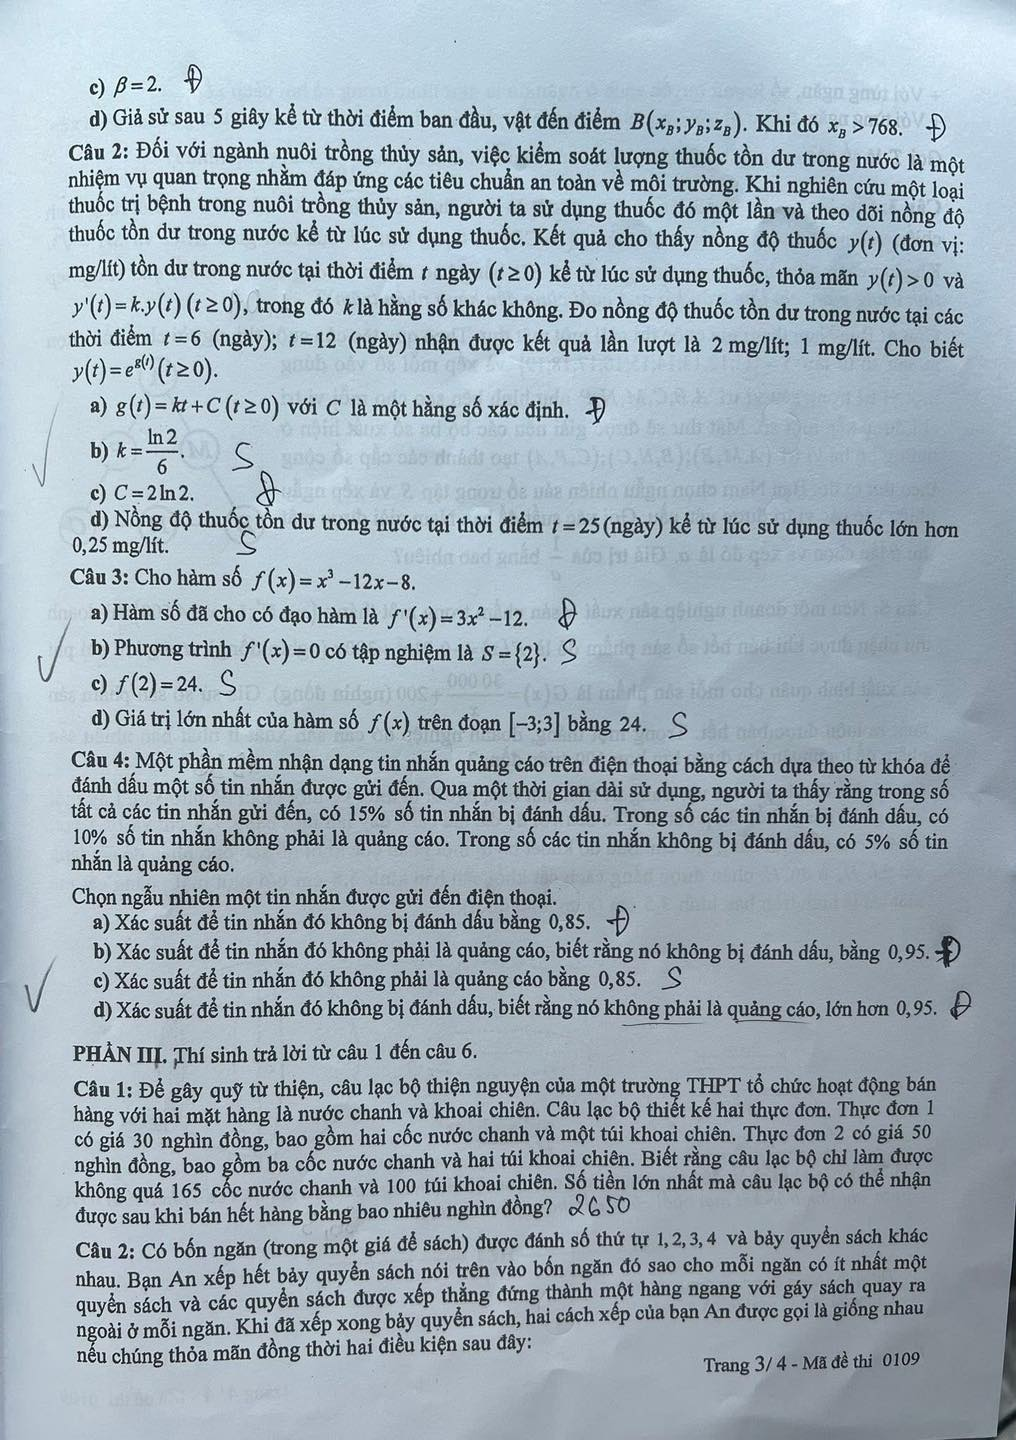 c) β = 2. Đ
d) Giả sử sau 5 giây kể từ thời điểm ban đầu, vật đến điểm B(x_B; y_B; z_B). Khi đó x_B > 768. Đ
Câu 2: Đối với ngành nuôi trồng thủy sản, việc kiểm soát lượng thuốc tồn dư trong nước là một
nhiệm vụ quan trọng nhằm đáp ứng các tiêu chuẩn an toàn về môi trường. Khi nghiên cứu một loại
thuốc trị bệnh trong nuôi trồng thủy sản, người ta sử dụng thuốc đó một lần và theo dõi nồng độ
thuốc tồn dư trong nước kể từ lúc sử dụng thuốc. Kết quả cho thấy nồng độ thuốc y(t) (đơn vị:
mg/lít) tồn dư trong nước tại thời điểm t ngày (t ≥ 0) kể từ lúc sử dụng thuốc, thỏa mãn y(t) > 0 và
y'(t) = k.y(t) (t ≥ 0), trong đó k là hằng số khác không. Đo nồng độ thuốc tồn dư trong nước tại các
thời điểm t = 6 (ngày); t = 12 (ngày) nhận được kết quả lần lượt là 2 mg/lít; 1 mg/lít. Cho biết
y(t) = e^{g(t)} (t ≥ 0).
a) g(t) = kt + C (t ≥ 0) với C là một hằng số xác định. Đ
b) k = ln 2 / 6. S
c) C = 2 ln 2. Đ
d) Nồng độ thuốc tồn dư trong nước tại thời điểm t = 25 (ngày) kể từ lúc sử dụng thuốc lớn hơn
0,25 mg/lít. S
Câu 3: Cho hàm số f(x) = x³ − 12x − 8.
a) Hàm số đã cho có đạo hàm là f'(x) = 3x² − 12. Đ
b) Phương trình f'(x) = 0 có tập nghiệm là S = {2}. S
c) f(2) = 24. S
d) Giá trị lớn nhất của hàm số f(x) trên đoạn [−3;3] bằng 24. S
Câu 4: Một phần mềm nhận dạng tin nhắn quảng cáo trên điện thoại bằng cách dựa theo từ khóa để
đánh dấu một số tin nhắn được gửi đến. Qua một thời gian dài sử dụng, người ta thấy rằng trong số
tất cả các tin nhắn gửi đến, có 15% số tin nhắn bị đánh dấu. Trong số các tin nhắn bị đánh dấu, có
10% số tin nhắn không phải là quảng cáo. Trong số các tin nhắn không bị đánh dấu, có 5% số tin
nhắn là quảng cáo.
Chọn ngẫu nhiên một tin nhắn được gửi đến điện thoại.
a) Xác suất để tin nhắn đó không bị đánh dấu bằng 0,85. Đ
b) Xác suất để tin nhắn đó không phải là quảng cáo, biết rằng nó không bị đánh dấu, bằng 0,95. Đ
c) Xác suất để tin nhắn đó không phải là quảng cáo bằng 0,85. S
d) Xác suất để tin nhắn đó không bị đánh dấu, biết rằng nó không phải là quảng cáo, lớn hơn 0,95. Đ
PHẦN III. Thí sinh trả lời từ câu 1 đến câu 6.
Câu 1: Để gây quỹ từ thiện, câu lạc bộ thiện nguyện của một trường THPT tổ chức hoạt động bán
hàng với hai mặt hàng là nước chanh và khoai chiên. Câu lạc bộ thiết kế hai thực đơn. Thực đơn 1
có giá 30 nghìn đồng, bao gồm hai cốc nước chanh và một túi khoai chiên. Thực đơn 2 có giá 50
nghìn đồng, bao gồm ba cốc nước chanh và hai túi khoai chiên. Biết rằng câu lạc bộ chỉ làm được
không quá 165 cốc nước chanh và 100 túi khoai chiên. Số tiền lớn nhất mà câu lạc bộ có thể nhận
được sau khi bán hết hàng bằng bao nhiêu nghìn đồng? 2650
Câu 2: Có bốn ngăn (trong một giá để sách) được đánh số thứ tự 1, 2, 3, 4 và bảy quyển sách khác
nhau. Bạn An xếp hết bảy quyển sách nói trên vào bốn ngăn đó sao cho mỗi ngăn có ít nhất một
quyển sách và các quyển sách được xếp thẳng đứng thành một hàng ngang với gáy sách quay ra
ngoài ở mỗi ngăn. Khi đã xếp xong bảy quyển sách, hai cách xếp của bạn An được gọi là giống nhau
nếu chúng thỏa mãn đồng thời hai điều kiện sau đây:
Trang 3/ 4 - Mã đề thi 0109